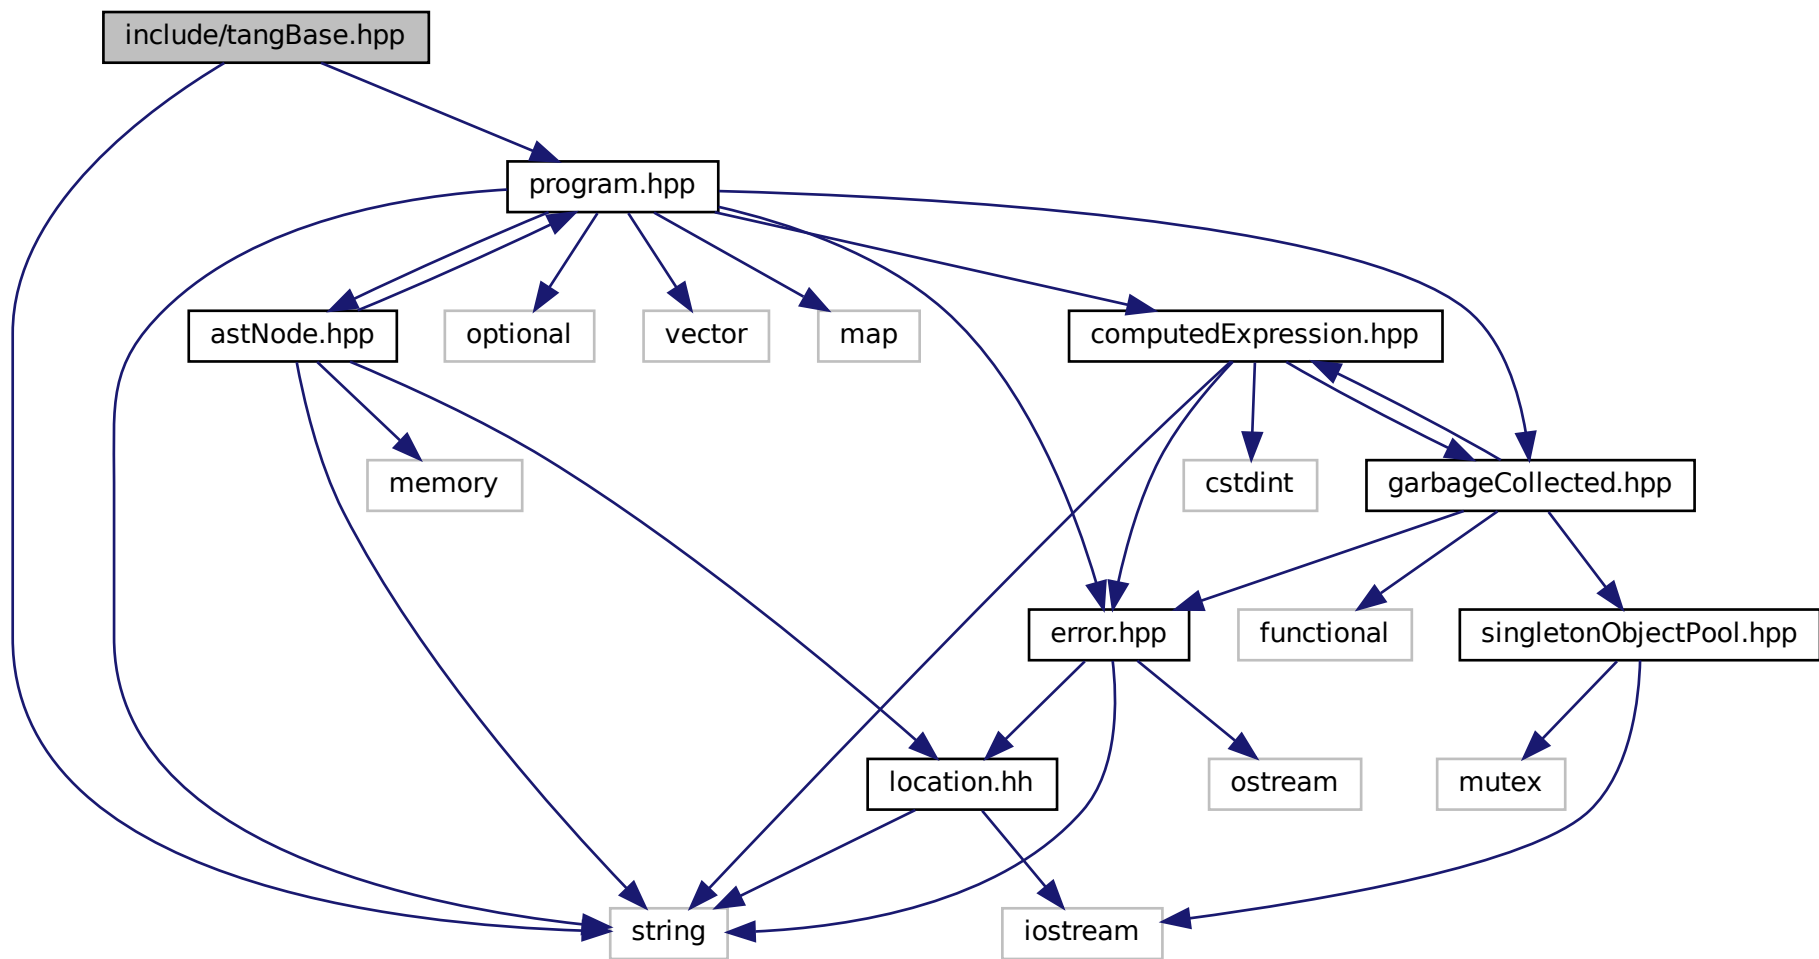 include/tangBase.hpp
program.hpp
astNode.hpp
optional
vector
map
computedExpression.hpp
memory
cstdint
garbageCollected.hpp
error.hpp
functional
singletonObjectPool.hpp
location.hh
ostream
mutex
string
iostream